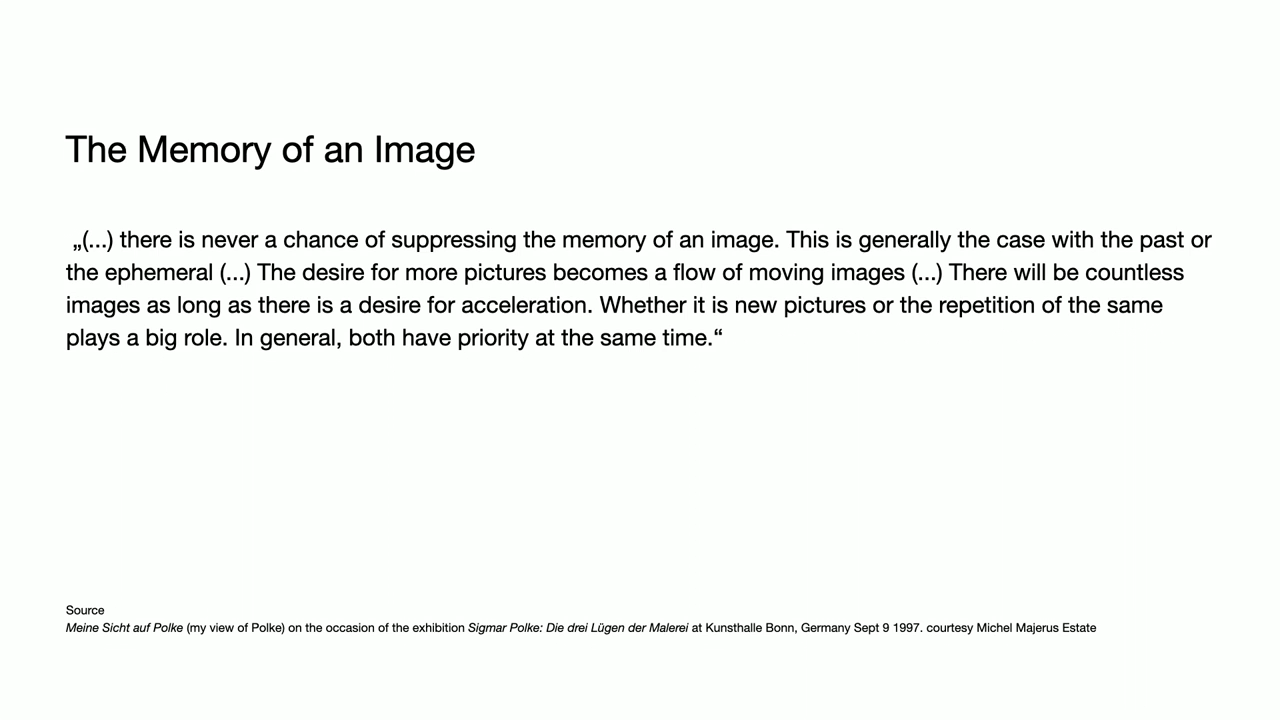 The Memory of an Image
„(...) there is never a chance of suppressing the memory of an image. This is generally the case with the past or
the ephemeral (...) The desire for more pictures becomes a flow of moving images (...) There will be countless
images as long as there is a desire for acceleration. Whether it is new pictures or the repetition of the same
plays a big role. In general, both have priority at the same time.“
Source
Meine Sicht auf Polke (my view of Polke) on the occasion of the exhibition Sigmar Polke: Die drei Lügen der Malerei at Kunsthalle Bonn, Germany Sept 9 1997. courtesy Michel Majerus Estate